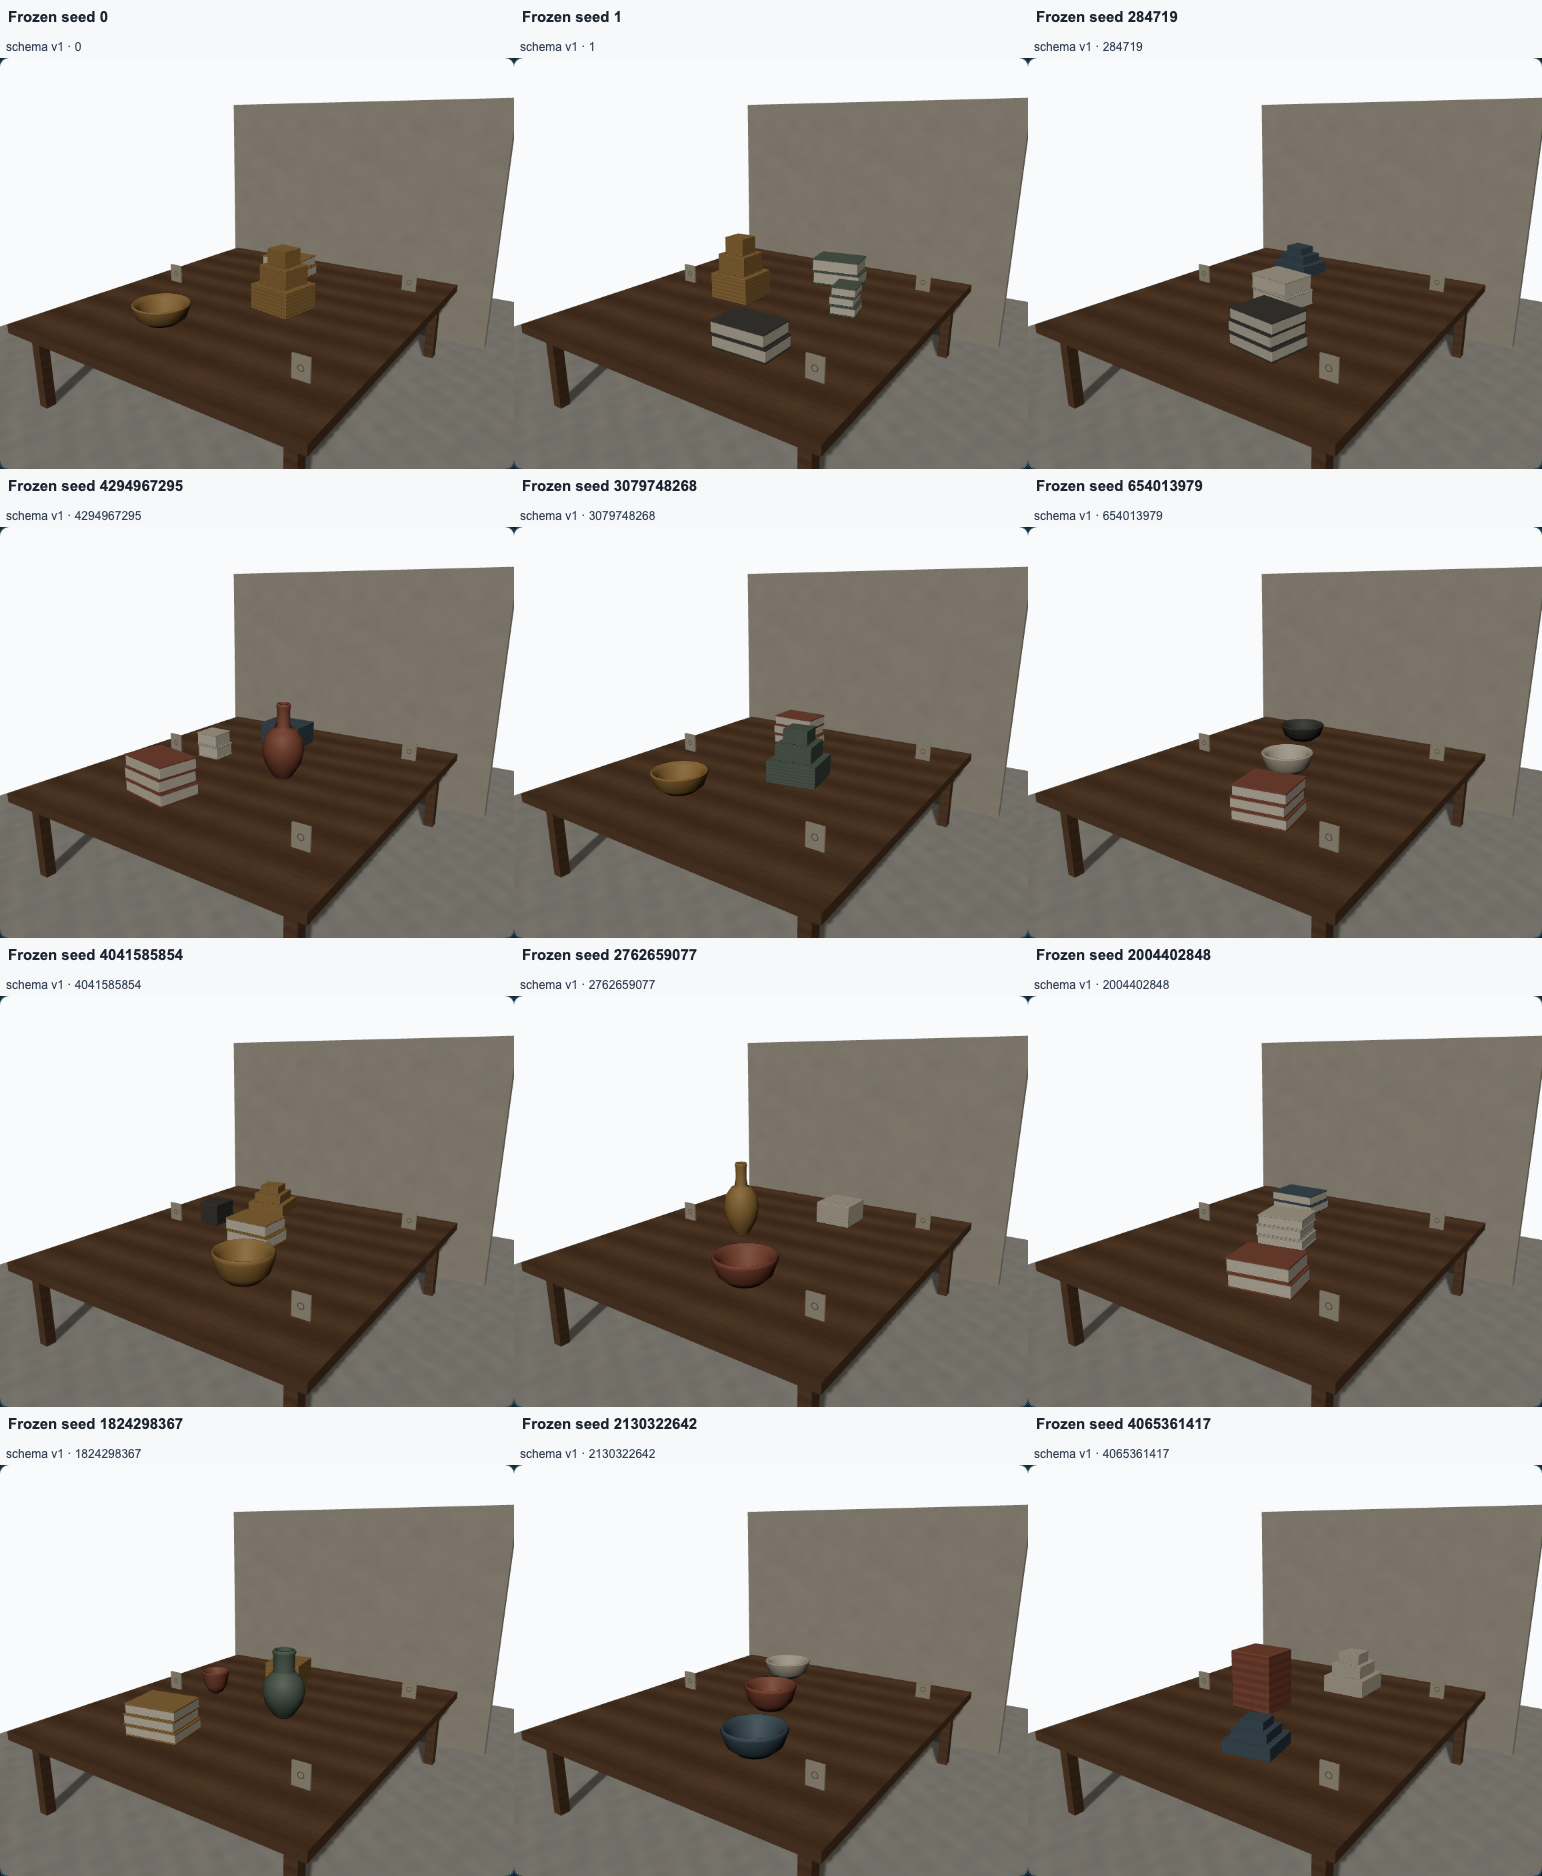 Frozen seed 0
schema v1 · 0
Frozen seed 1
schema v1 · 1
Frozen seed 284719
schema v1 · 284719
Frozen seed 4294967295
schema v1 · 4294967295
Frozen seed 3079748268
schema v1 · 3079748268
Frozen seed 654013979
schema v1 · 654013979
Frozen seed 4041585854
schema v1 · 4041585854
Frozen seed 2762659077
schema v1 · 2762659077
Frozen seed 2004402848
schema v1 · 2004402848
Frozen seed 1824298367
schema v1 · 1824298367
Frozen seed 2130322642
schema v1 · 2130322642
Frozen seed 4065361417
schema v1 · 4065361417